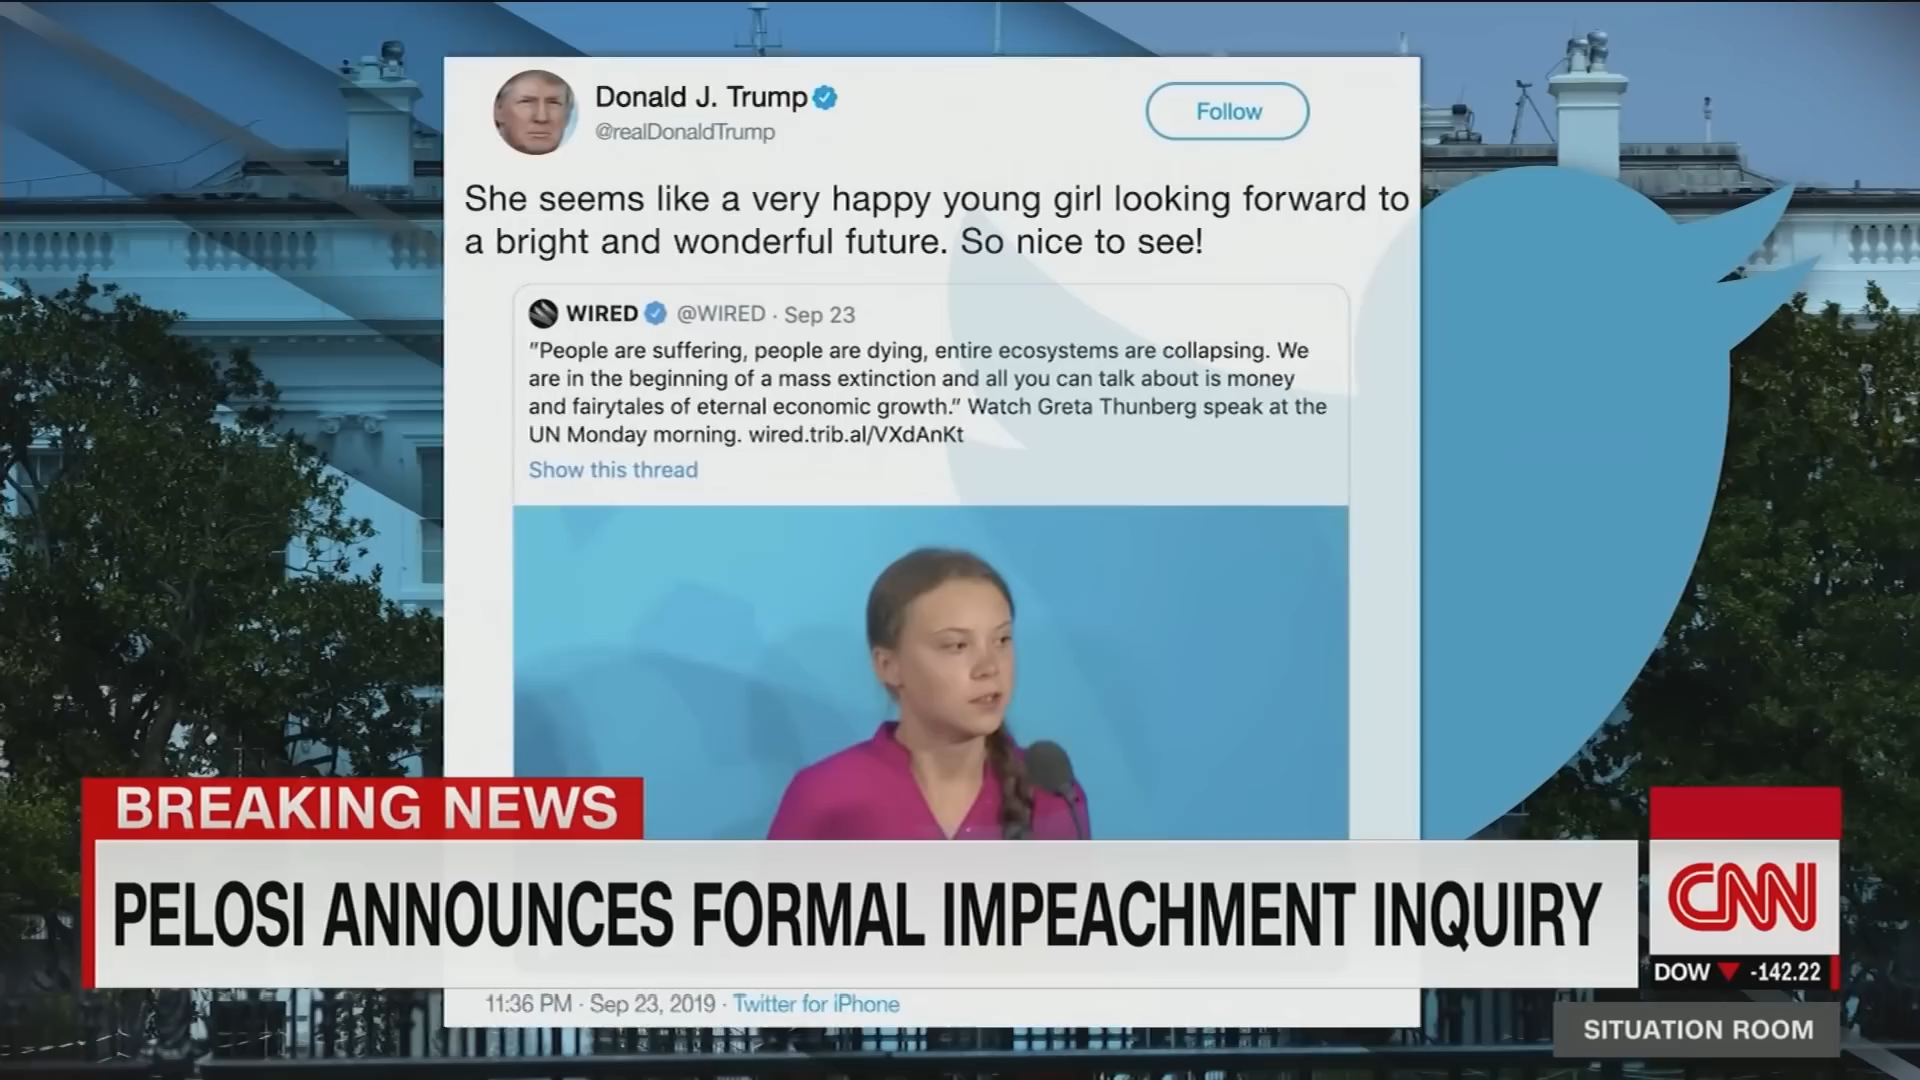 Donald J. Trump
@realDonaldTrump
Follow
She seems like a very happy young girl looking forward to
a bright and wonderful future. So nice to see!
WIRED @WIRED · Sep 23
"People are suffering, people are dying, entire ecosystems are collapsing. We
are in the beginning of a mass extinction and all you can talk about is money
and fairytales of eternal economic growth." Watch Greta Thunberg speak at the
UN Monday morning. wired.trib.al/VXdAnKt
Show this thread
BREAKING NEWS
PELOSI ANNOUNCES FORMAL IMPEACHMENT INQUIRY
CNN
DOW ▼ -142.22
11:36 PM · Sep 23, 2019 · Twitter for iPhone
SITUATION ROOM